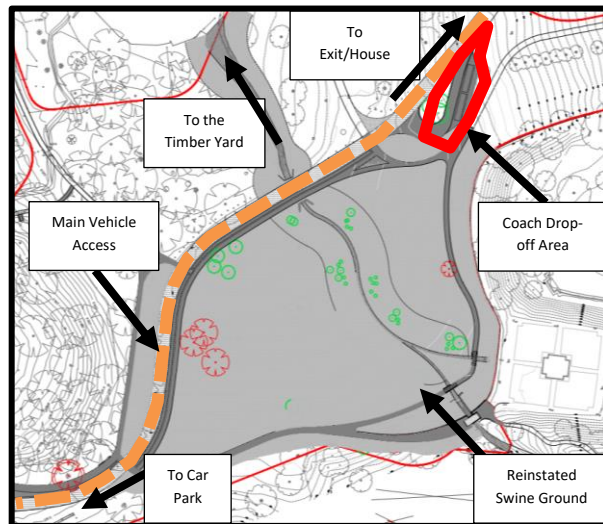 To
Exit/House
To the
Timber Yard
Main Vehicle
Access
Coach Drop-
off Area
To Car
Park
Reinstated
Swine Ground